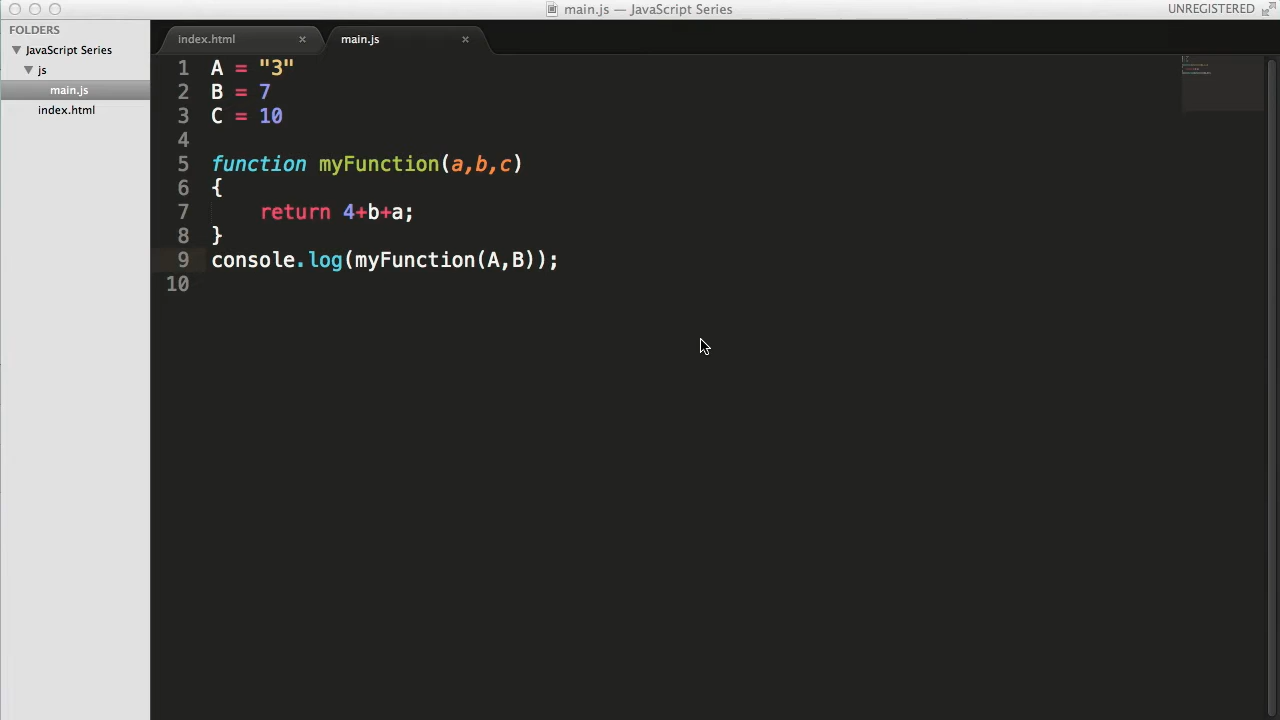 main.js — JavaScript Series
UNREGISTERED
FOLDERS
JavaScript Series
js
main.js
index.html
index.html
main.js
1 A = "3"
2 B = 7
3 C = 10
4
5 function myFunction(a,b,c)
6 {
7 return 4+b+a;
8 }
9 console.log(myFunction(A,B));
10